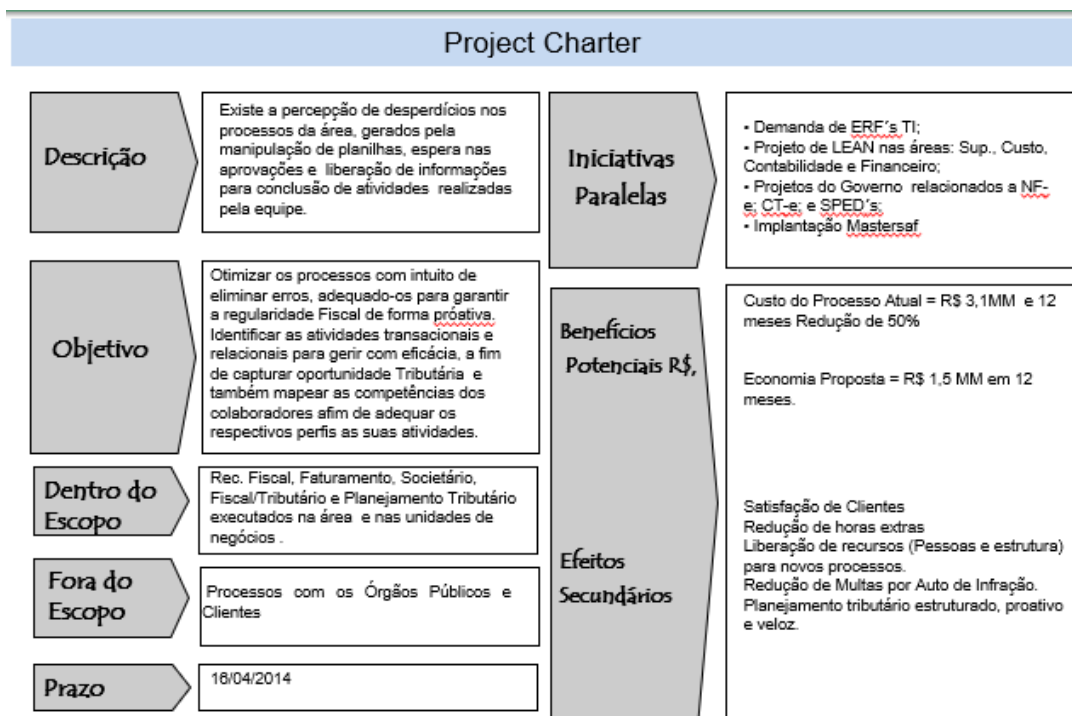 Project Charter
Descrição
Existe a percepção de desperdícios nos
processos da área, gerados pela
manipulação de planilhas, espera nas
aprovações e liberação de informações
para conclusão de atividades realizadas
pela equipe.
Objetivo
Otimizar os processos com intuito de
eliminar erros, adequado-os para garantir
a regularidade Fiscal de forma próativa.
Identificar as atividades transacionais e
relacionais para gerir com eficácia, a fim
de capturar oportunidade Tributária e
também mapear as competências dos
colaboradores afim de adequar os
respectivos perfis as suas atividades.
Dentro do
Escopo
Rec. Fiscal, Faturamento, Societário,
Fiscal/Tributário e Planejamento Tributário
executados na área e nas unidades de
negócios .
Fora do
Escopo
Processos com os Órgãos Públicos e
Clientes
Prazo
16/04/2014
Iniciativas
Paralelas
▪ Demanda de ERF´s TI;
▪ Projeto de LEAN nas áreas: Sup., Custo,
Contabilidade e Financeiro;
▪ Projetos do Governo relacionados a NF-
e; CT-e; e SPED´s;
▪ Implantação Mastersaf
Benefícios
Potenciais R$,
Custo do Processo Atual = R$ 3,1MM e 12
meses Redução de 50%
Economia Proposta = R$ 1,5 MM em 12
meses.
Efeitos
Secundários
Satisfação de Clientes
Redução de horas extras
Liberação de recursos (Pessoas e estrutura)
para novos processos.
Redução de Multas por Auto de Infração.
Planejamento tributário estruturado, proativo
e veloz.